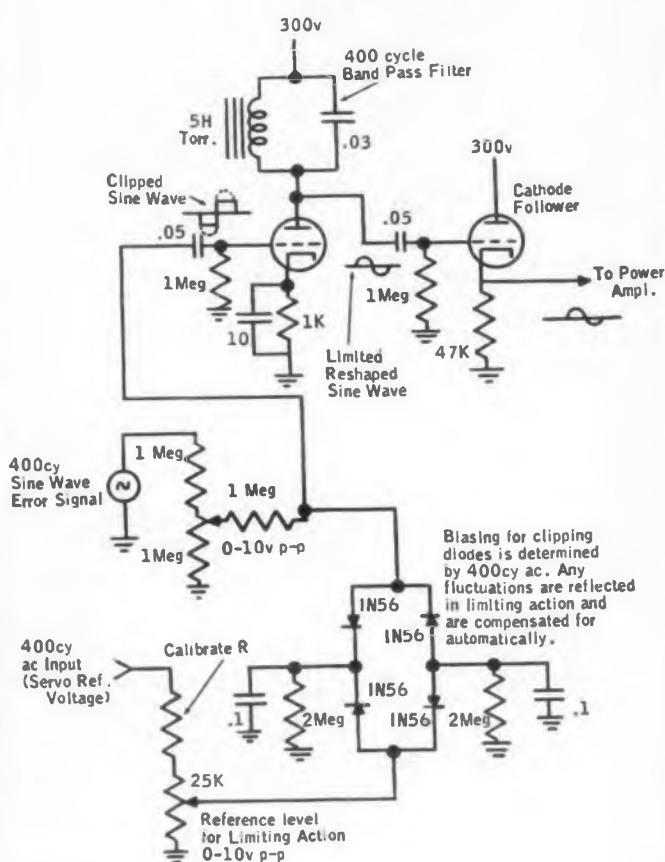 300v
400 cycle
Band Pass Filter
5H
Torr.
.03
300v
Clipped
Sine Wave
Cathode
Follower
.05
.05
1Meg
1Meg
To Power
Ampl.
10
1K
47K
Limited
Reshaped
Sine Wave
400cy
Sine Wave
Error Signal
1 Meg
1 Meg
1Meg
0-10v p-p
Biasing for clipping
diodes is determined
by 400cy ac. Any
fluctuations are reflected
in limiting action and
are compensated for
automatically.
1N56
1N56
400cy
ac Input
(Servo Ref.
Voltage)
Calibrate R
1N56
1N56
.1
2Meg
2Meg
.1
25K
Reference level
for Limiting Action
0-10v p-p